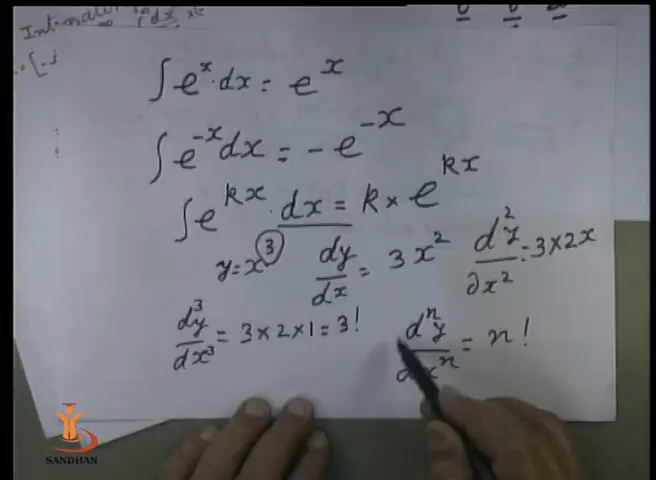 ∫e^x·dx = e^x
∫e^-x dx = -e^-x
∫e^kx·dx = k × e^kx
y=x^3 dy/dx = 3x^2 d^2y/∂x^2 = 3×2x
d^3y/dx^3 = 3×2×1 = 3! d^ny/dx^n = n!
SANDHAN